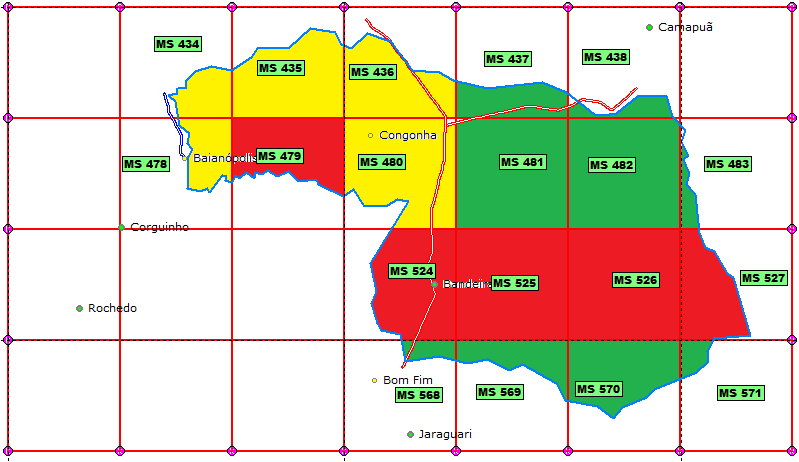 Camapuã
MS 434
MS 435
MS 436
MS 437
MS 438
Congonha
Baianópolis
MS 478
MS 479
MS 480
MS 481
MS 482
MS 483
Corguinho
MS 524
MS 525
MS 526
MS 527
Rochedo
Bom Fim
MS 568
MS 569
MS 570
MS 571
Jaraguari